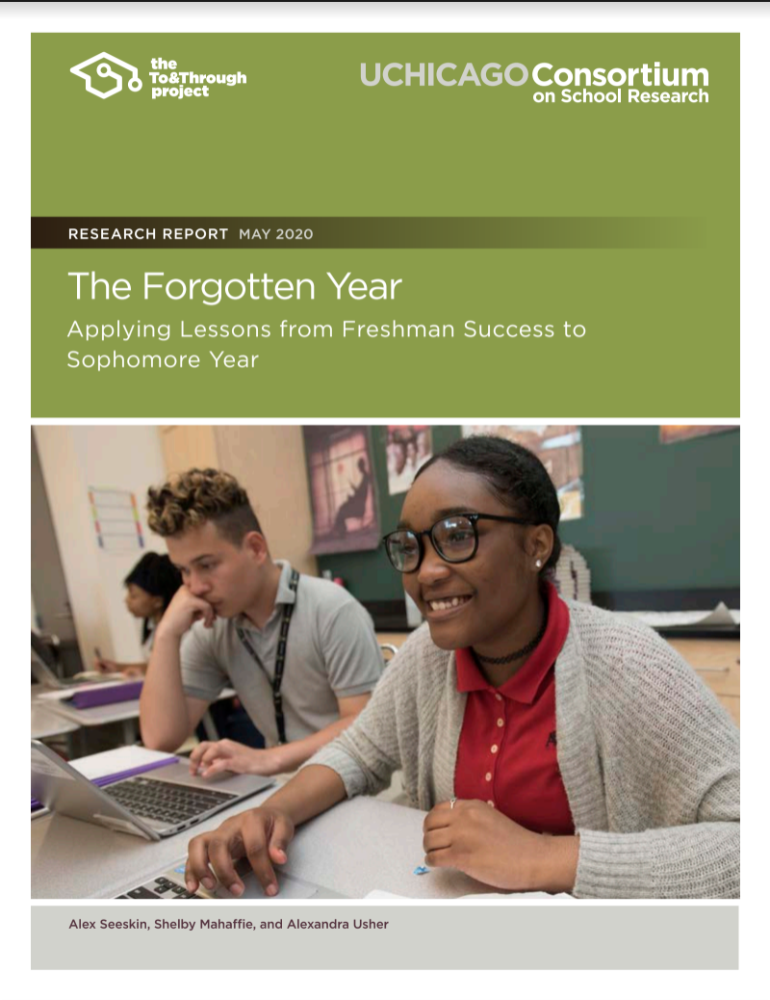 the
To&Through
project
UCHICAGO Consortium
on School Research
RESEARCH REPORT MAY 2020
The Forgotten Year
Applying Lessons from Freshman Success to
Sophomore Year
Alex Seeskin, Shelby Mahaffie, and Alexandra Usher